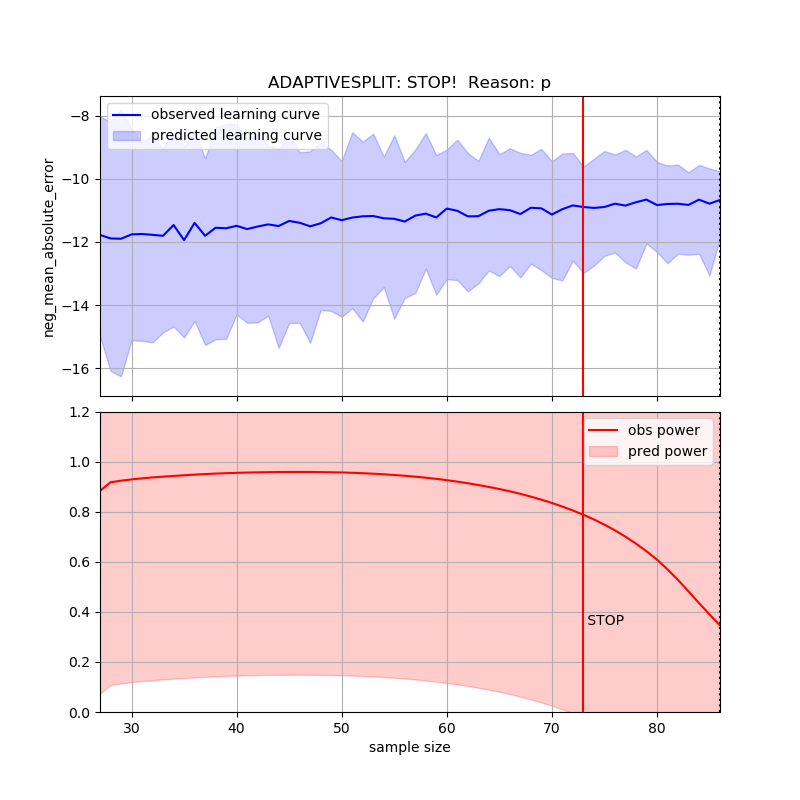 ADAPTIVESPLIT: STOP!  Reason: p
observed learning curve
predicted learning curve
neg_mean_absolute_error
−8
−10
−12
−14
−16
obs power
pred power
1.2
1.0
0.8
0.6
0.4
0.2
0.0
STOP
30 40 50 60 70 80
sample size